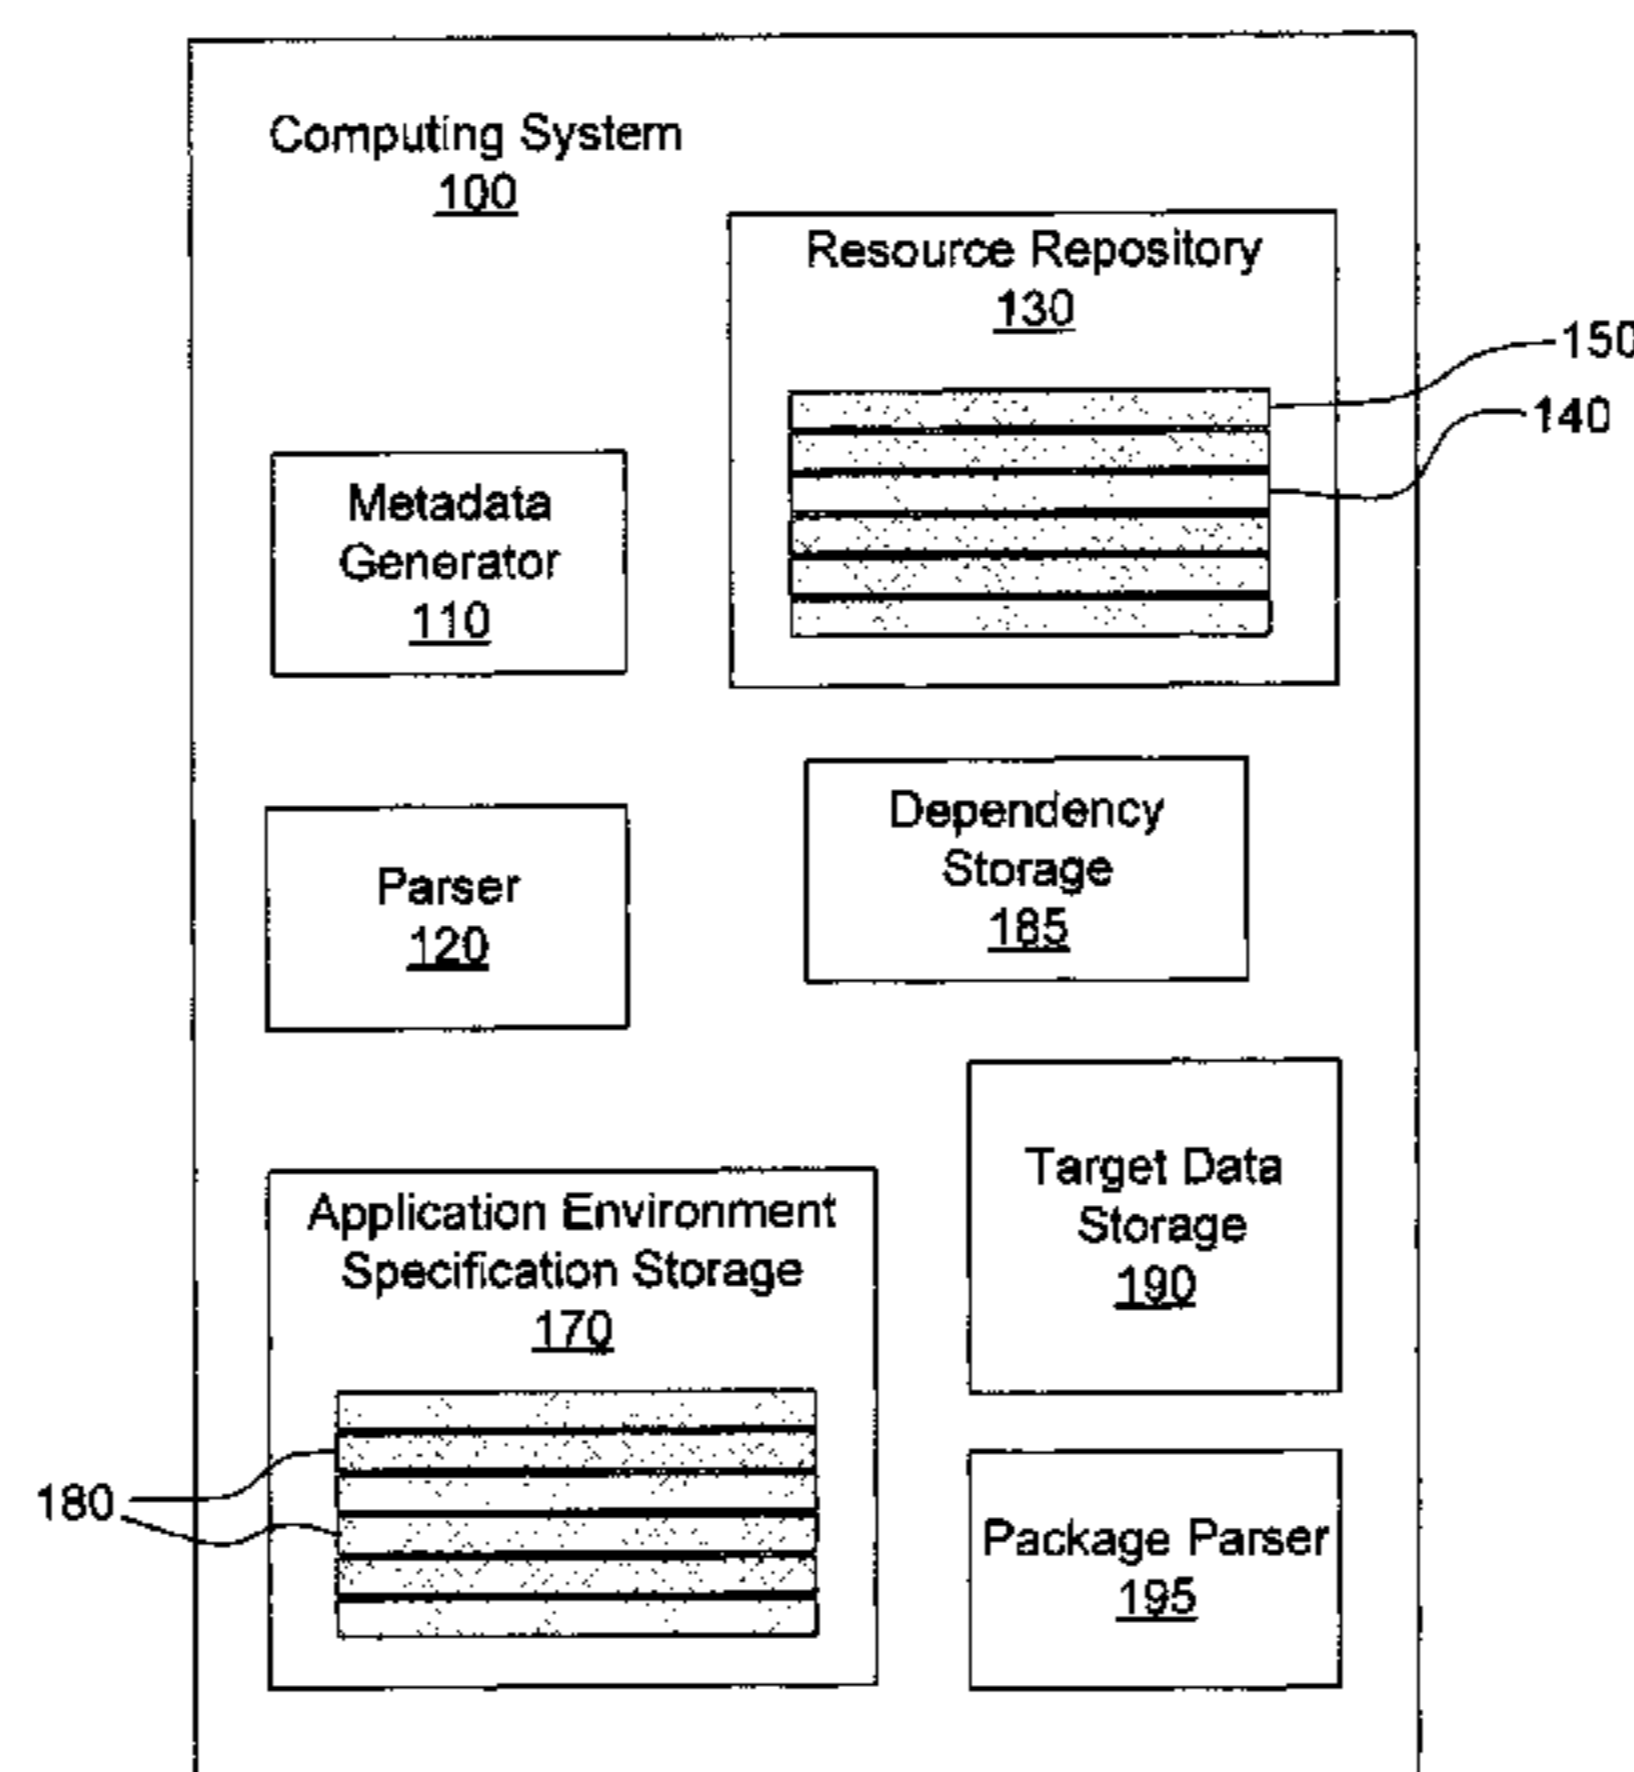 Computing System
100
Resource Repository
130
150
140
Metadata
Generator
110
Dependency
Storage
185
Parser
120
Target Data
Storage
190
Application Environment
Specification Storage
170
180
Package Parser
195